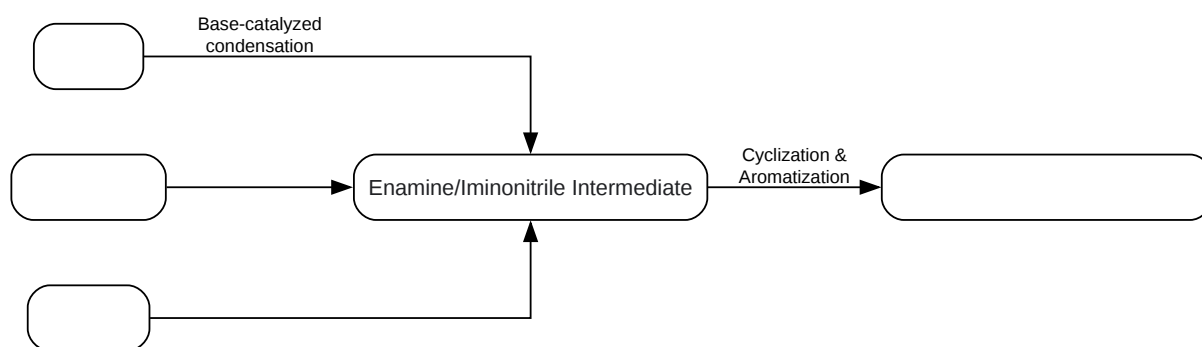 Base-catalyzed
condensation
Enamine/Iminonitrile Intermediate
Cyclization &
Aromatization